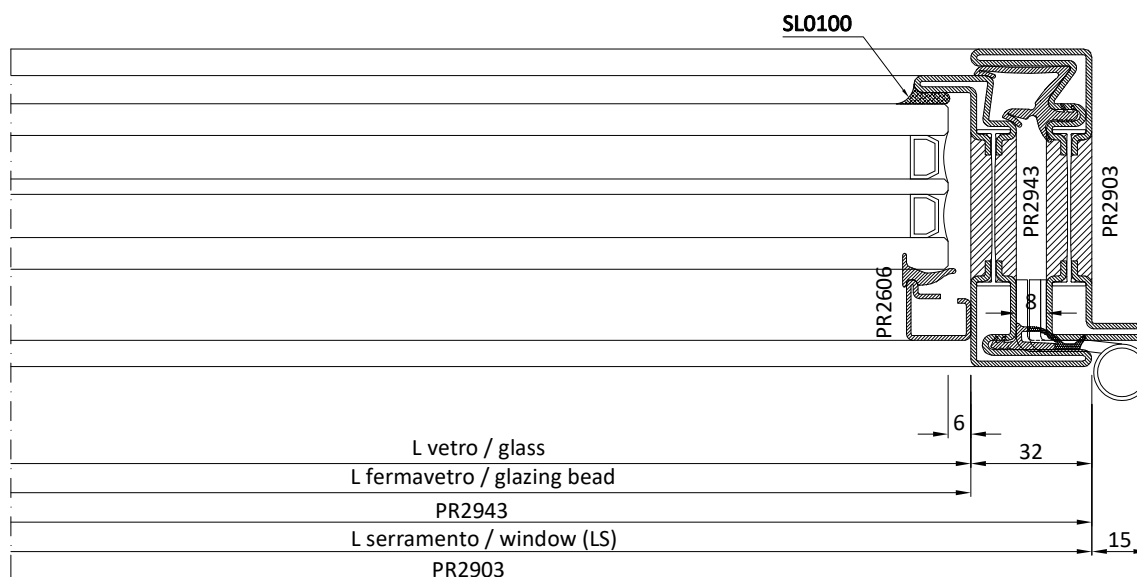 SL0100
PR2943
PR2903
PR2606
8
6
L vetro / glass
32
L fermavetro / glazing bead
PR2943
L serramento / window (LS)
15
PR2903